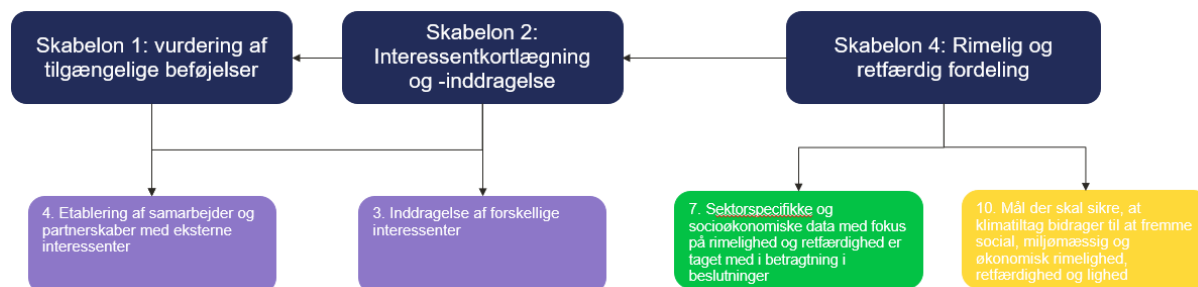 Skabelon 1: vurdering af
tilgængelige beføjelser
Skabelon 2:
Interessentkortlægning
og -inddragelse
Skabelon 4: Rimelig og
retfærdig fordeling
4. Etablering af samarbejder og
partnerskaber med eksterne
interessenter
3. Inddragelse af forskellige
interessenter
7. Sektorspecifikke og
socioøkonomiske data med fokus
på rimelighed og retfærdighed er
taget med i betragtning i
beslutninger
10. Mål der skal sikre, at
klimatiltag bidrager til at fremme
social, miljømæssig og
økonomisk rimelighed,
retfærdighed og lighed